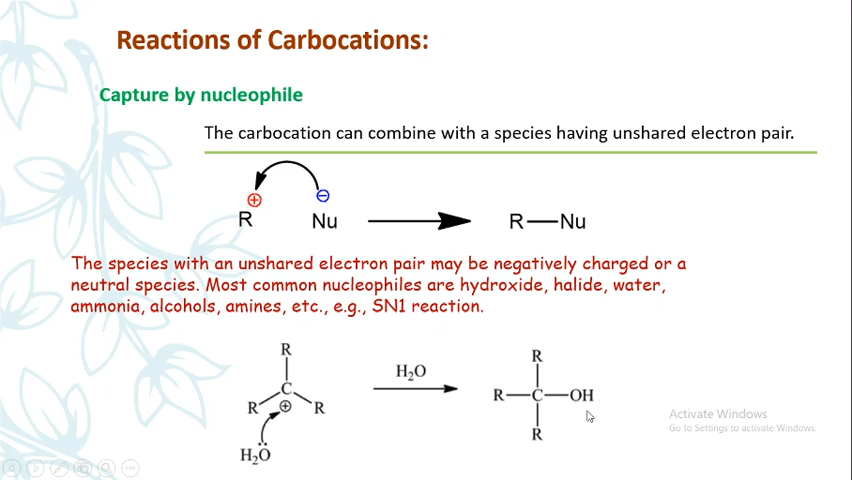 Reactions of Carbocations:
Capture by nucleophile
The carbocation can combine with a species having unshared electron pair.
⊕ ⊖
R Nu R—Nu
The species with an unshared electron pair may be negatively charged or a
neutral species. Most common nucleophiles are hydroxide, halide, water,
ammonia, alcohols, amines, etc., e.g., SN1 reaction.
R R
H₂O
C R—C—OH
R ⊕ R
R
H₂Ö
Activate Windows
Go to Settings to activate Windows.